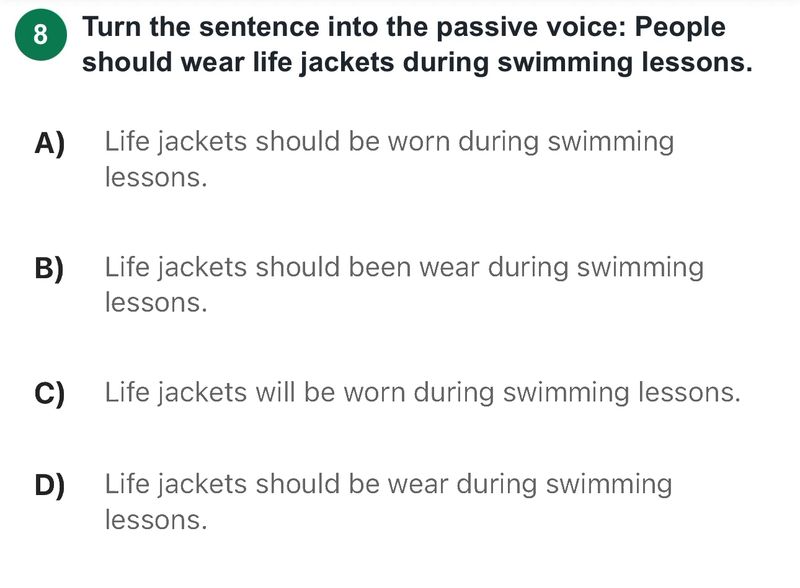 8 Turn the sentence into the passive voice: People
should wear life jackets during swimming lessons.
A) Life jackets should be worn during swimming
lessons.
B) Life jackets should been wear during swimming
lessons.
C) Life jackets will be worn during swimming lessons.
D) Life jackets should be wear during swimming
lessons.